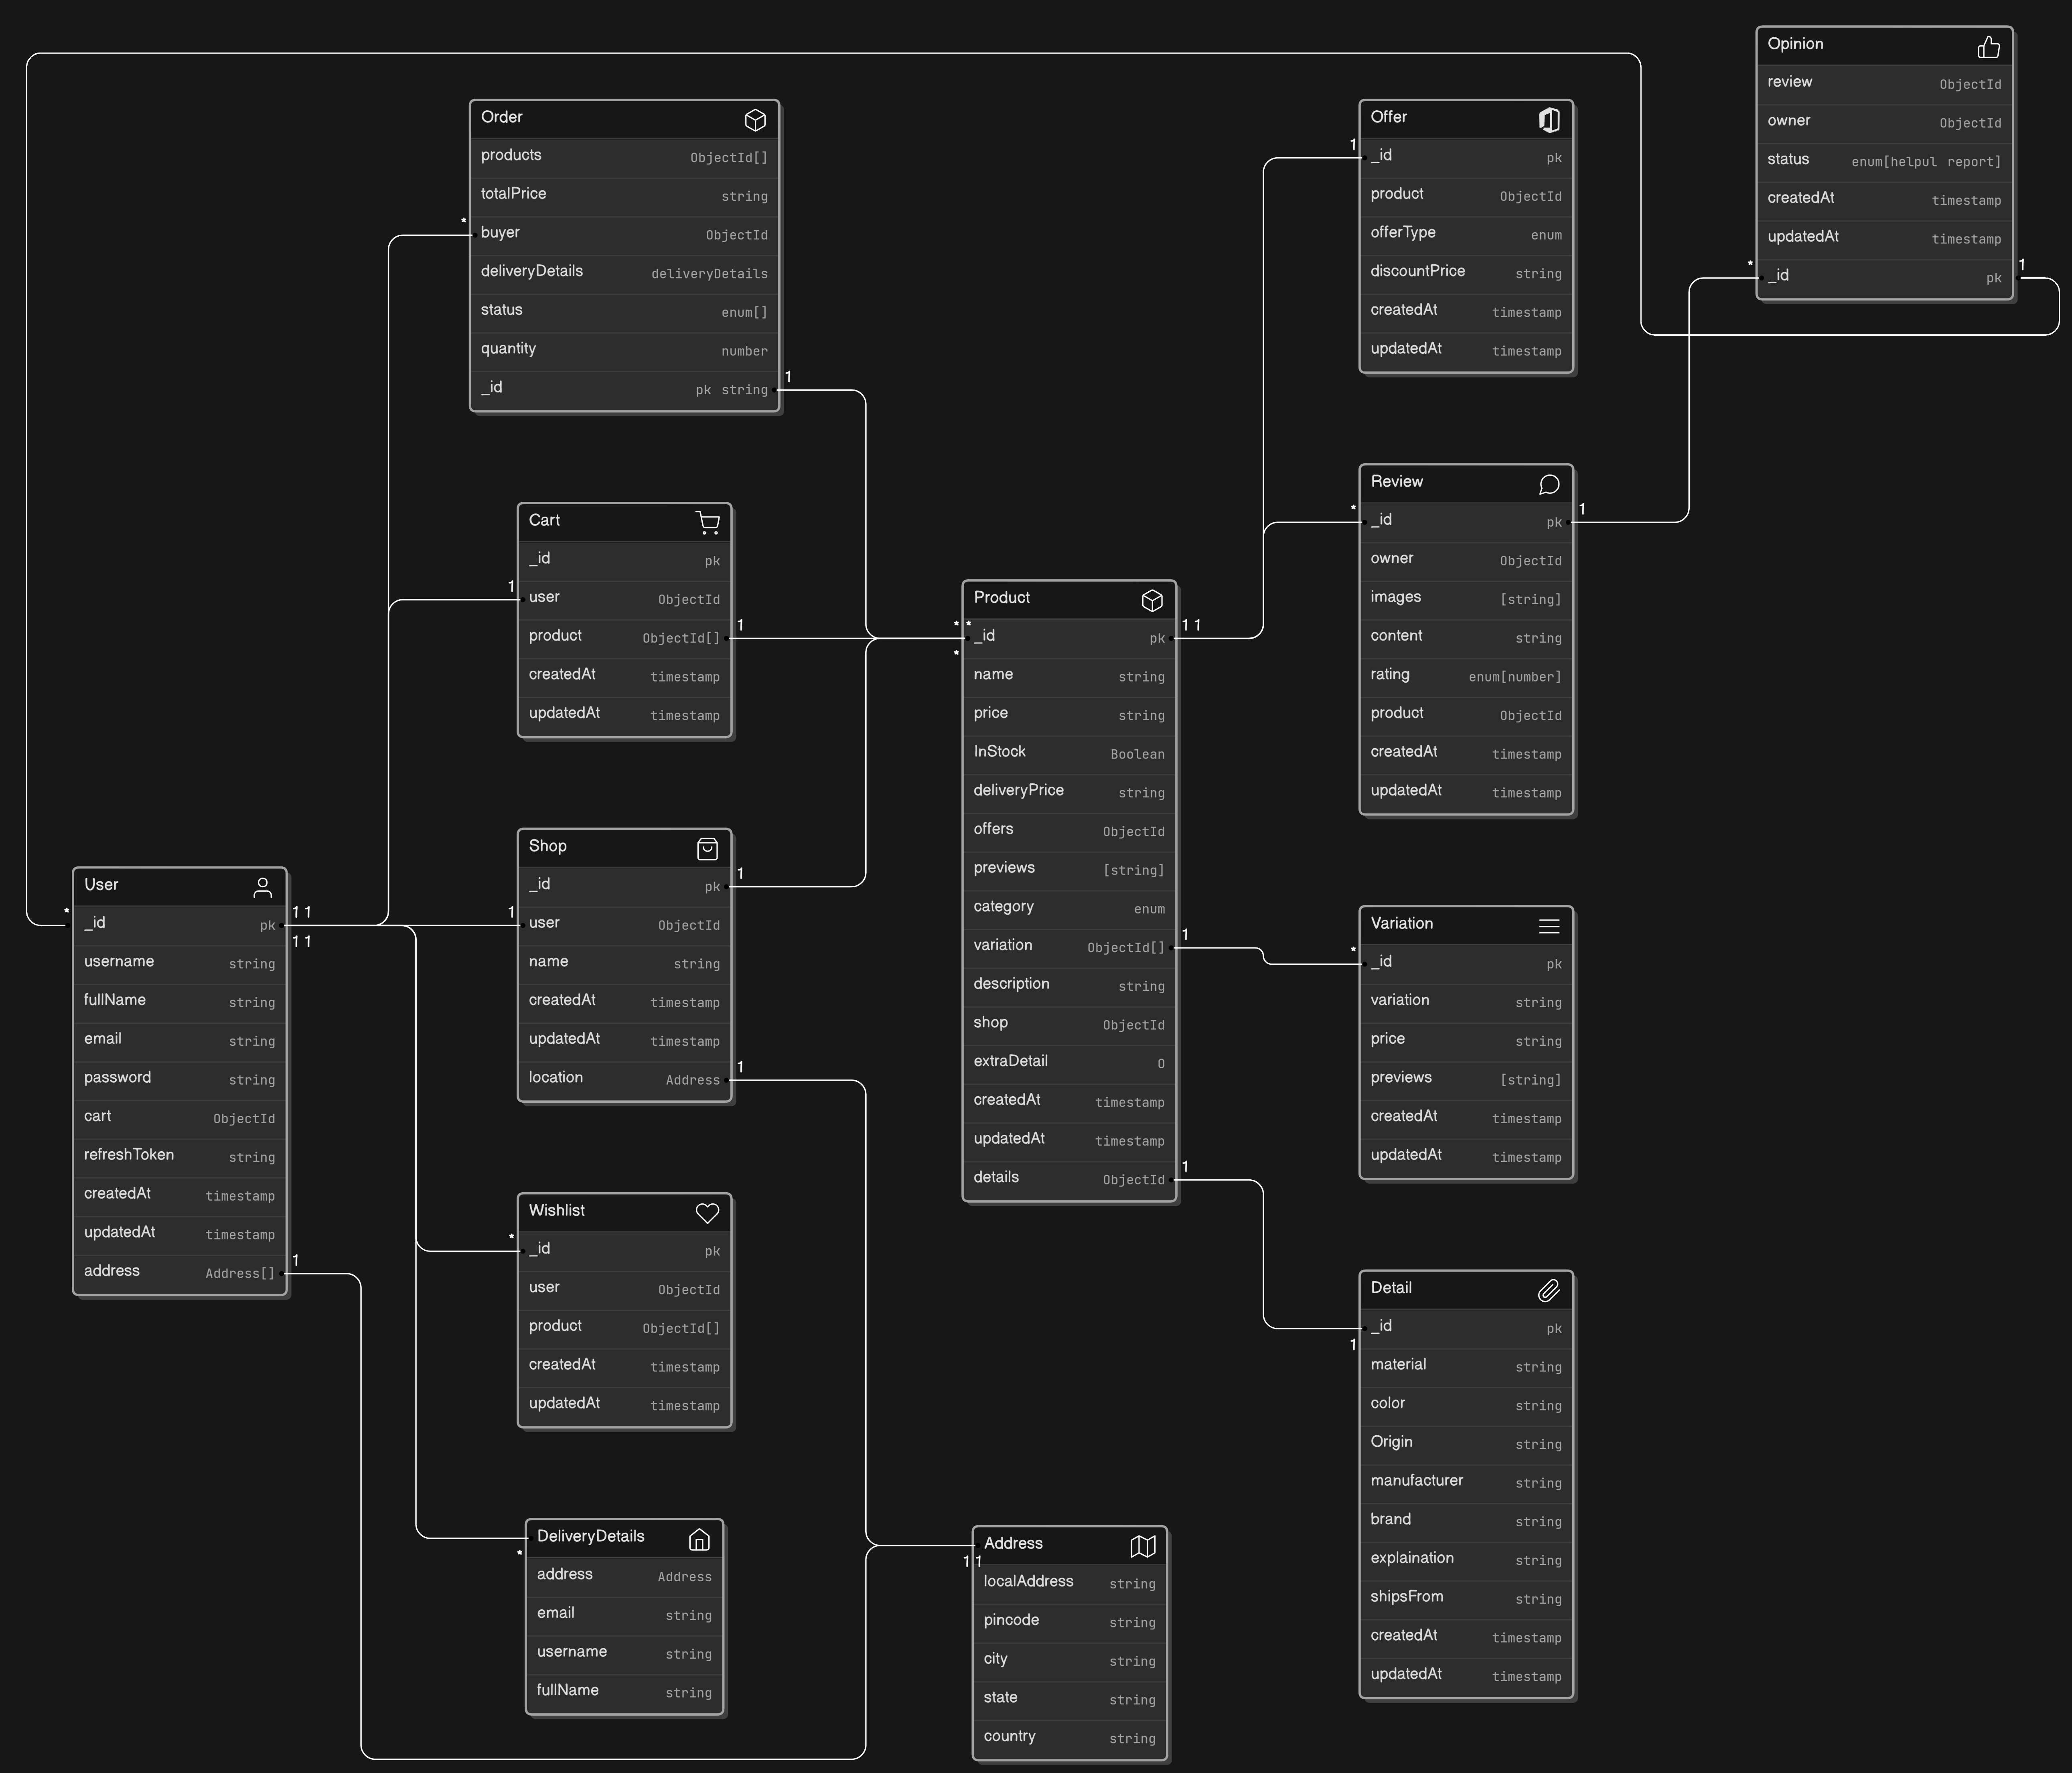 Opinion
review ObjectId
owner ObjectId
status enum[helpul report]
createdAt timestamp
updatedAt timestamp
* _id pk 1
Order
products ObjectId[]
totalPrice string
* buyer ObjectId
deliveryDetails deliveryDetails
status enum[]
quantity number
_id pk string 1
Offer
1 _id pk
product ObjectId
offerType enum
discountPrice string
createdAt timestamp
updatedAt timestamp
Cart
_id pk
1 user ObjectId
product ObjectId[] 1
createdAt timestamp
updatedAt timestamp
Review
* _id pk 1
owner ObjectId
images [string]
content string
rating enum[number]
product ObjectId
createdAt timestamp
updatedAt timestamp
Product
* * _id pk 1 1
*
name string
price string
InStock Boolean
deliveryPrice string
offers ObjectId
previews [string]
category enum
variation ObjectId[] 1
description string
shop ObjectId
extraDetail O
createdAt timestamp
updatedAt timestamp
details ObjectId 1
Shop
_id pk 1
1 user ObjectId
name string
createdAt timestamp
updatedAt timestamp
location Address 1
User
* _id pk 1 1
1 1
username string
fullName string
email string
password string
cart ObjectId
refreshToken string
createdAt timestamp
updatedAt timestamp
address Address[] 1
Variation
* _id pk
variation string
price string
previews [string]
createdAt timestamp
updatedAt timestamp
Wishlist
* _id pk
user ObjectId
product ObjectId[]
createdAt timestamp
updatedAt timestamp
Detail
_id pk
1
material string
color string
Origin string
manufacturer string
brand string
explaination string
shipsFrom string
createdAt timestamp
updatedAt timestamp
DeliveryDetails
*
address Address
email string
username string
fullName string
Address
1 1
localAddress string
pincode string
city string
state string
country string